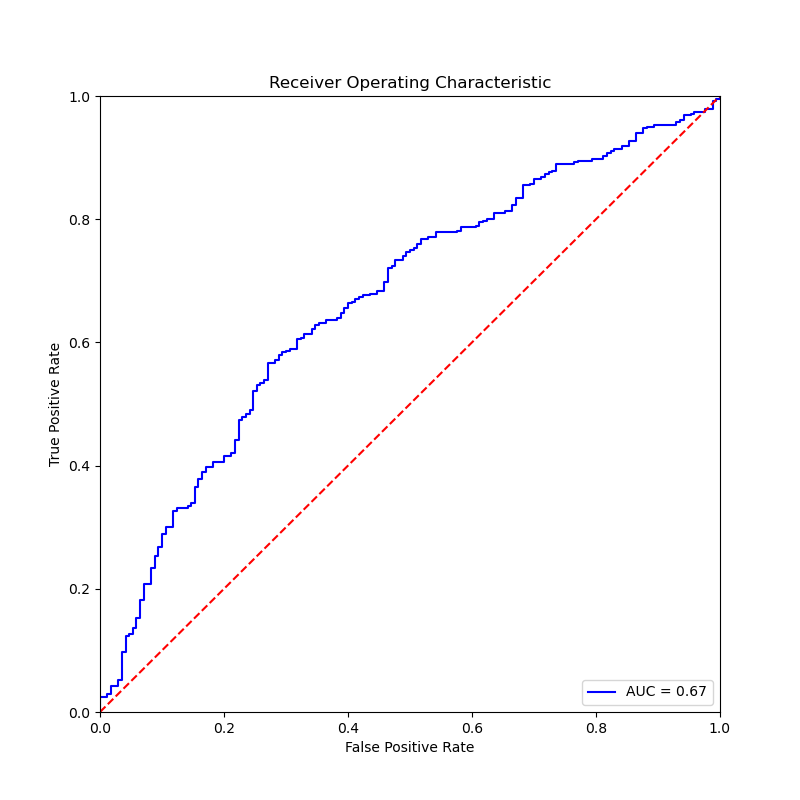 Receiver Operating Characteristic
1.0
0.8
0.6
0.4
0.2
0.0
True Positive Rate
AUC = 0.67
0.0 0.2 0.4 0.6 0.8 1.0
False Positive Rate